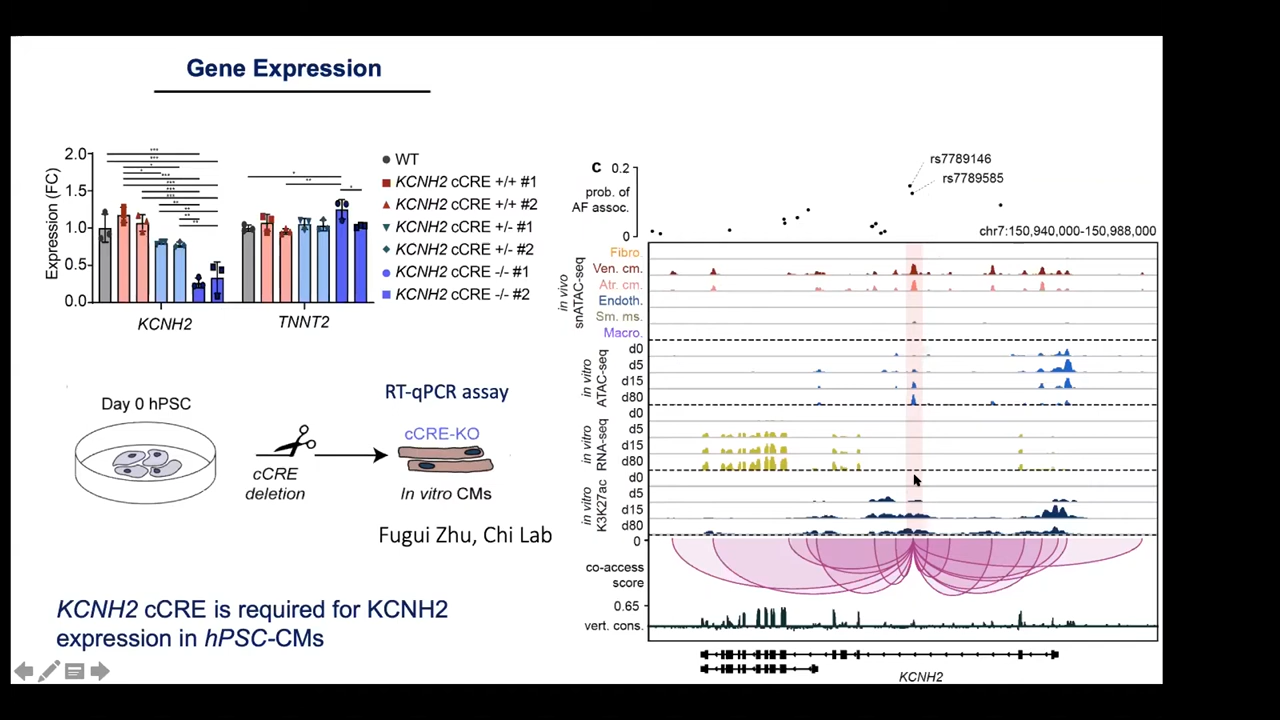 Gene Expression
2.0
1.5
1.0
0.5
0.0
Expression (FC)
***
***
*
***
*
***
***
**
**
**
**
*
**
*
KCNH2
TNNT2
WT
KCNH2 cCRE +/+ #1
KCNH2 cCRE +/+ #2
KCNH2 cCRE +/- #1
KCNH2 cCRE +/- #2
KCNH2 cCRE -/- #1
KCNH2 cCRE -/- #2
Day 0 hPSC
cCRE
deletion
RT-qPCR assay
cCRE-KO
In vitro CMs
Fugui Zhu, Chi Lab
KCNH2 cCRE is required for KCNH2
expression in hPSC-CMs
c
0.2
prob. of
AF assoc.
0
rs7789146
rs7789585
chr7:150,940,000-150,988,000
in vivo
snATAC-seq
Fibro.
Ven. cm.
Atr. cm.
Endoth.
Sm. ms.
Macro.
in vitro
ATAC-seq
d0
d5
d15
d80
in vitro
RNA-seq
d0
d5
d15
d80
in vitro
K3K27ac
d0
d5
d15
d80
0
co-access
score
0.65
vert. cons.
KCNH2